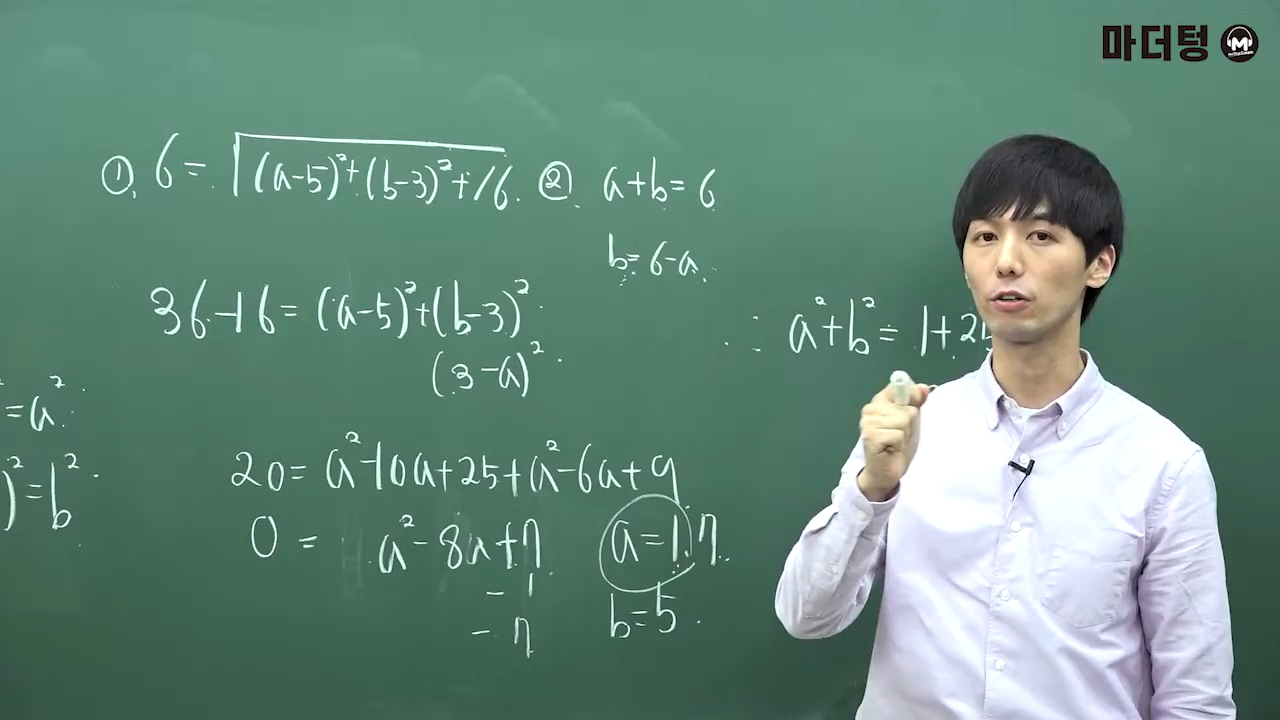 마더텅
①. 6 = √((a-5)²+(b-3)²+16. ②. a+b=6
b=6-a.
36-16=(a-5)²+(b-3)²
(3-a)².
∴ a²+b²=1+25
=a²
)²=b²
20=a²-10a+25+a²-6a+9
0 = a²-8a+7 a=1,7.
-1
-7
b=5.